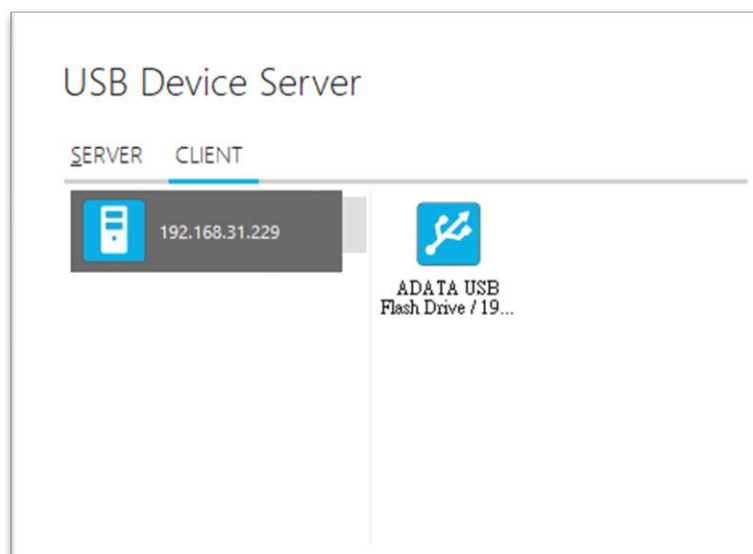 USB Device Server
SERVER CLIENT
192.168.31.229
ADATA USB
Flash Drive / 19...